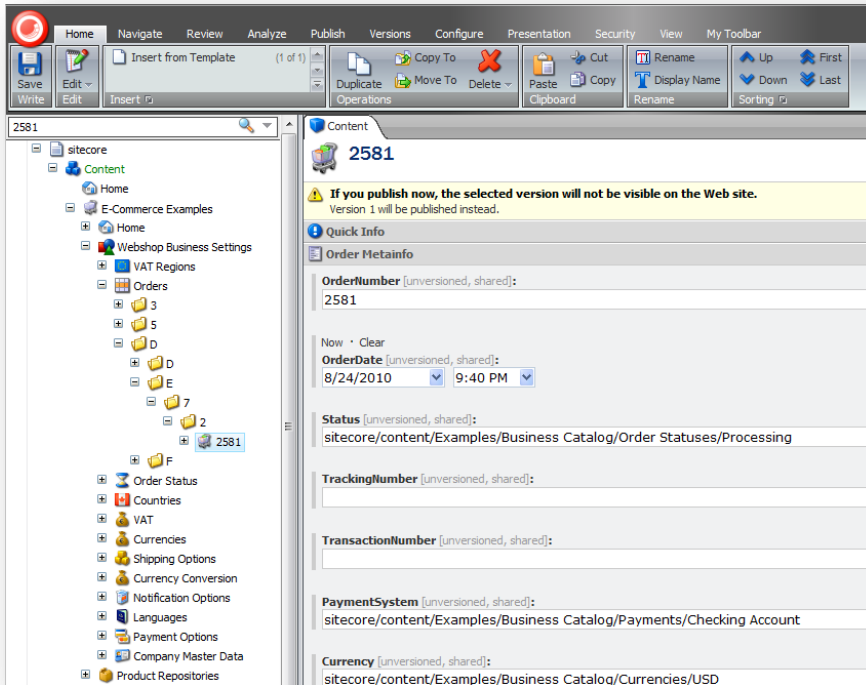 Home Navigate Review Analyze Publish Versions Configure Presentation Security View My Toolbar
Insert from Template (1 of 1)
Copy To
Cut
Rename
Up
First
Save
Edit
Duplicate
Move To
Delete
Paste
Copy
Display Name
Down
Last
Write
Edit
Insert
Operations
Clipboard
Rename
Sorting
2581
sitecore
Content
Home
E-Commerce Examples
Home
Webshop Business Settings
VAT Regions
Orders
3
5
D
D
E
7
2
2581
F
Order Status
Countries
VAT
Currencies
Shipping Options
Currency Conversion
Notification Options
Languages
Payment Options
Company Master Data
Product Repositories
Content
2581
If you publish now, the selected version will not be visible on the Web site.
Version 1 will be published instead.
Quick Info
Order Metainfo
OrderNumber [unversioned, shared]:
2581
Now · Clear
OrderDate [unversioned, shared]:
8/24/2010 9:40 PM
Status [unversioned, shared]:
sitecore/content/Examples/Business Catalog/Order Statuses/Processing
TrackingNumber [unversioned, shared]:
TransactionNumber [unversioned, shared]:
PaymentSystem [unversioned, shared]:
sitecore/content/Examples/Business Catalog/Payments/Checking Account
Currency [unversioned, shared]:
sitecore/content/Examples/Business Catalog/Currencies/USD